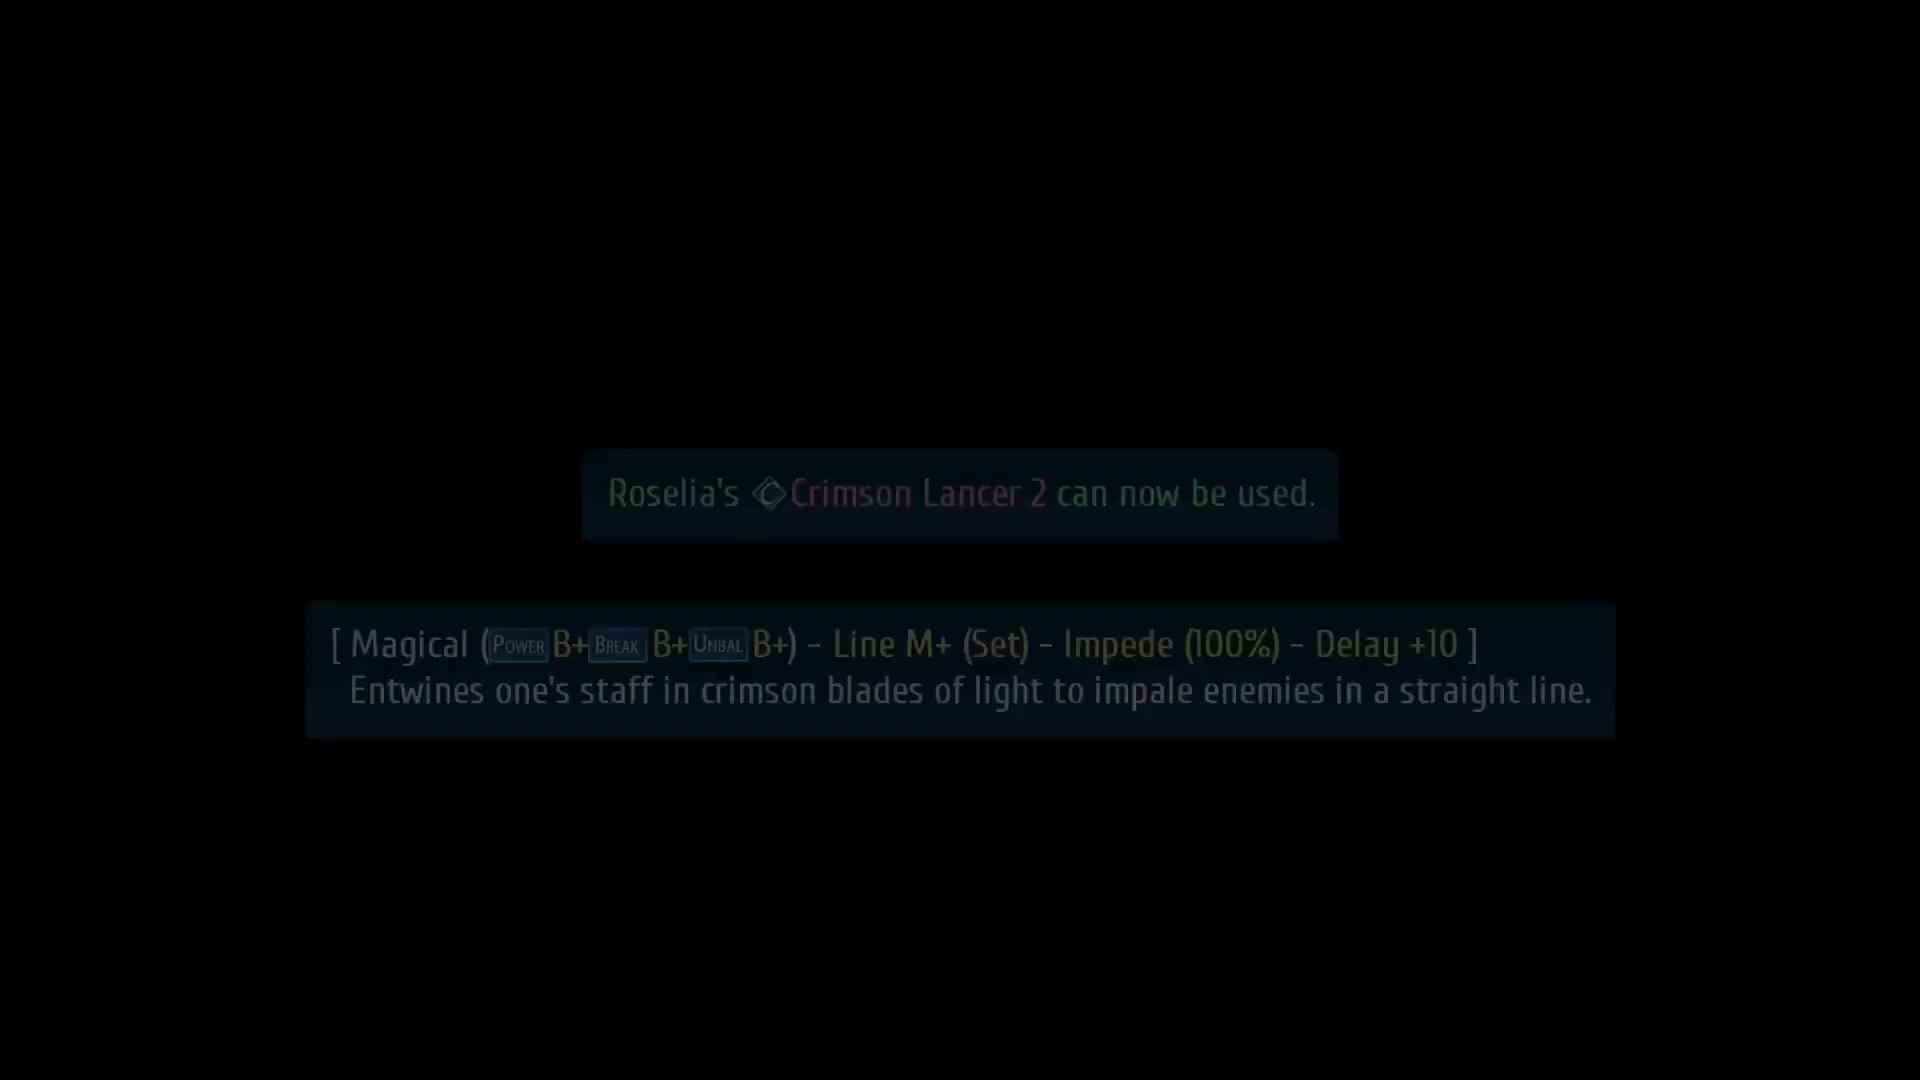 Roselia's Crimson Lancer 2 can now be used.
[ Magical (POWER B+ BREAK B+ UNBAL B+) - Line M+ (Set) - Impede (100%) - Delay +10 ]
Entwines one's staff in crimson blades of light to impale enemies in a straight line.